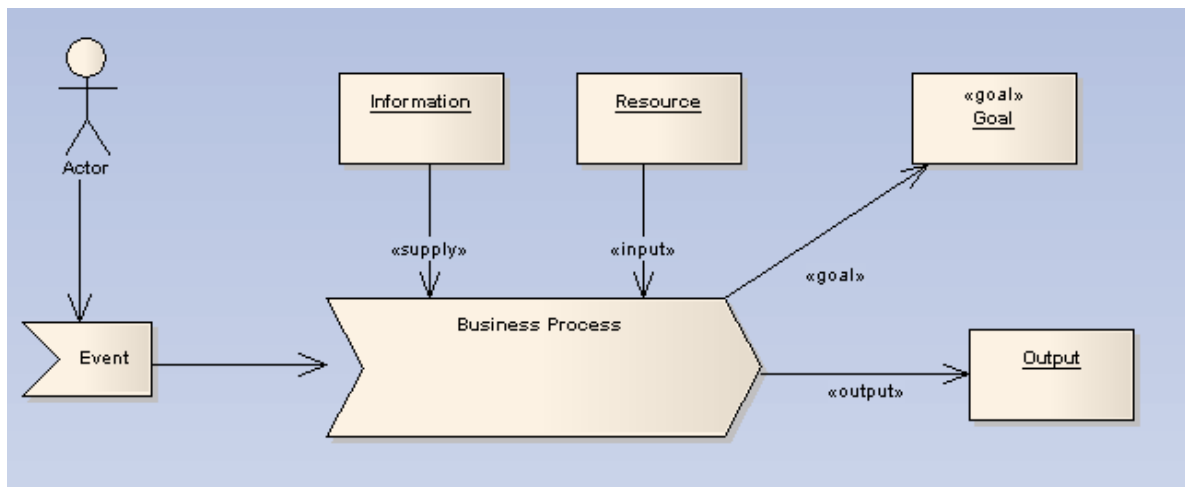 Actor
Information
Resource
«goal»
Goal
«supply»
«input»
«goal»
Event
Business Process
Output
«output»